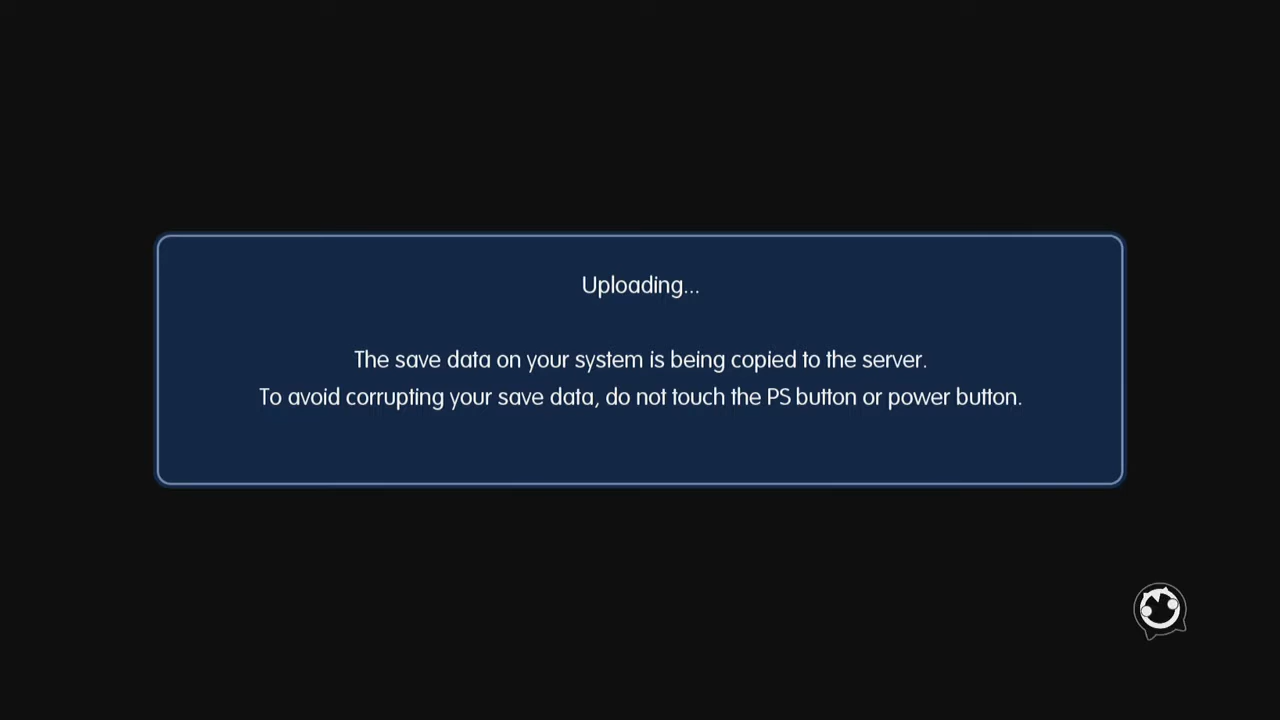 Uploading...
The save data on your system is being copied to the server.
To avoid corrupting your save data, do not touch the PS button or power button.